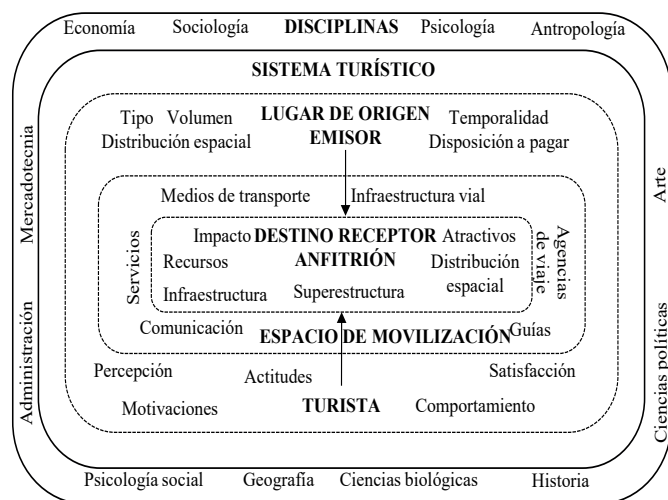 Economía Sociología DISCIPLINAS Psicología Antropología
SISTEMA TURÍSTICO
Tipo Volumen LUGAR DE ORIGEN Temporalidad
Distribución espacial EMISOR Disposición a pagar
Mercadotecnia
Arte
Medios de transporte Infraestructura vial
Impacto DESTINO RECEPTOR Atractivos
Recursos ANFITRIÓN Distribución
espacial
Infraestructura Superestructura
Servicios
Agencias
de viaje
Comunicación ESPACIO DE MOVILIZACIÓN Guías
Administración
Ciencias políticas
Percepción Actitudes Satisfacción
Motivaciones TURISTA Comportamiento
Psicología social Geografía Ciencias biológicas Historia